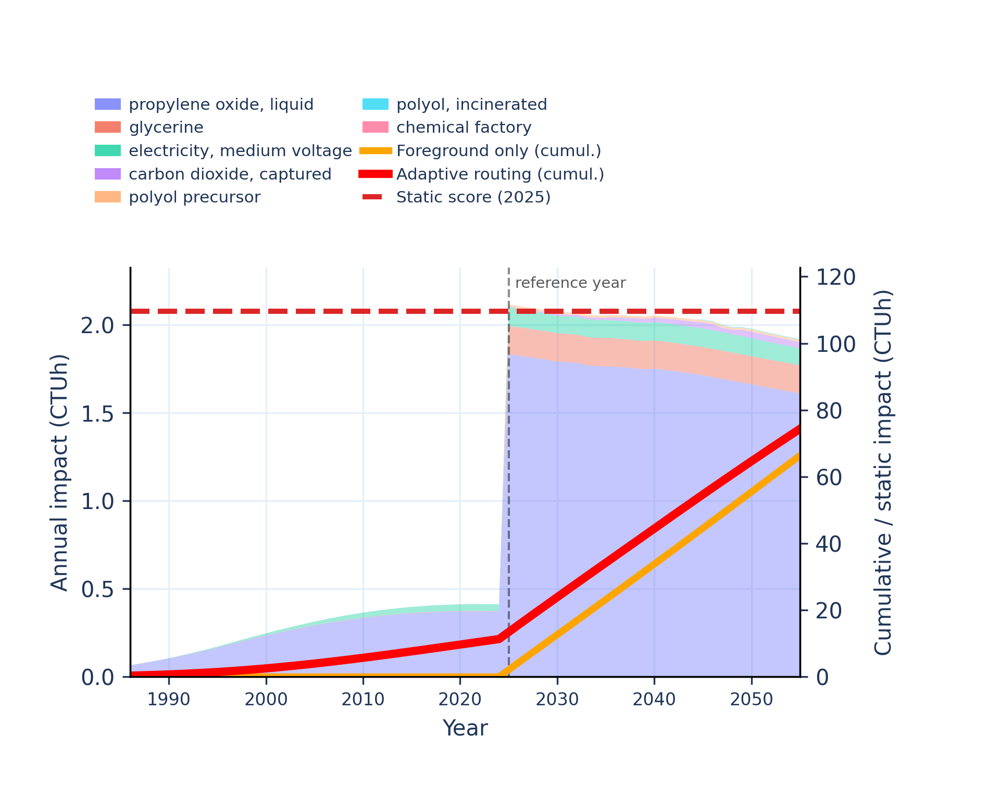 propylene oxide, liquid
glycerine
electricity, medium voltage
carbon dioxide, captured
polyol precursor
polyol, incinerated
chemical factory
Foreground only (cumul.)
Adaptive routing (cumul.)
Static score (2025)
reference year
Annual impact (CTUh)
2.0
1.5
1.0
0.5
0.0
120
100
80
60
40
20
0
Cumulative / static impact (CTUh)
1990 2000 2010 2020 2030 2040 2050
Year